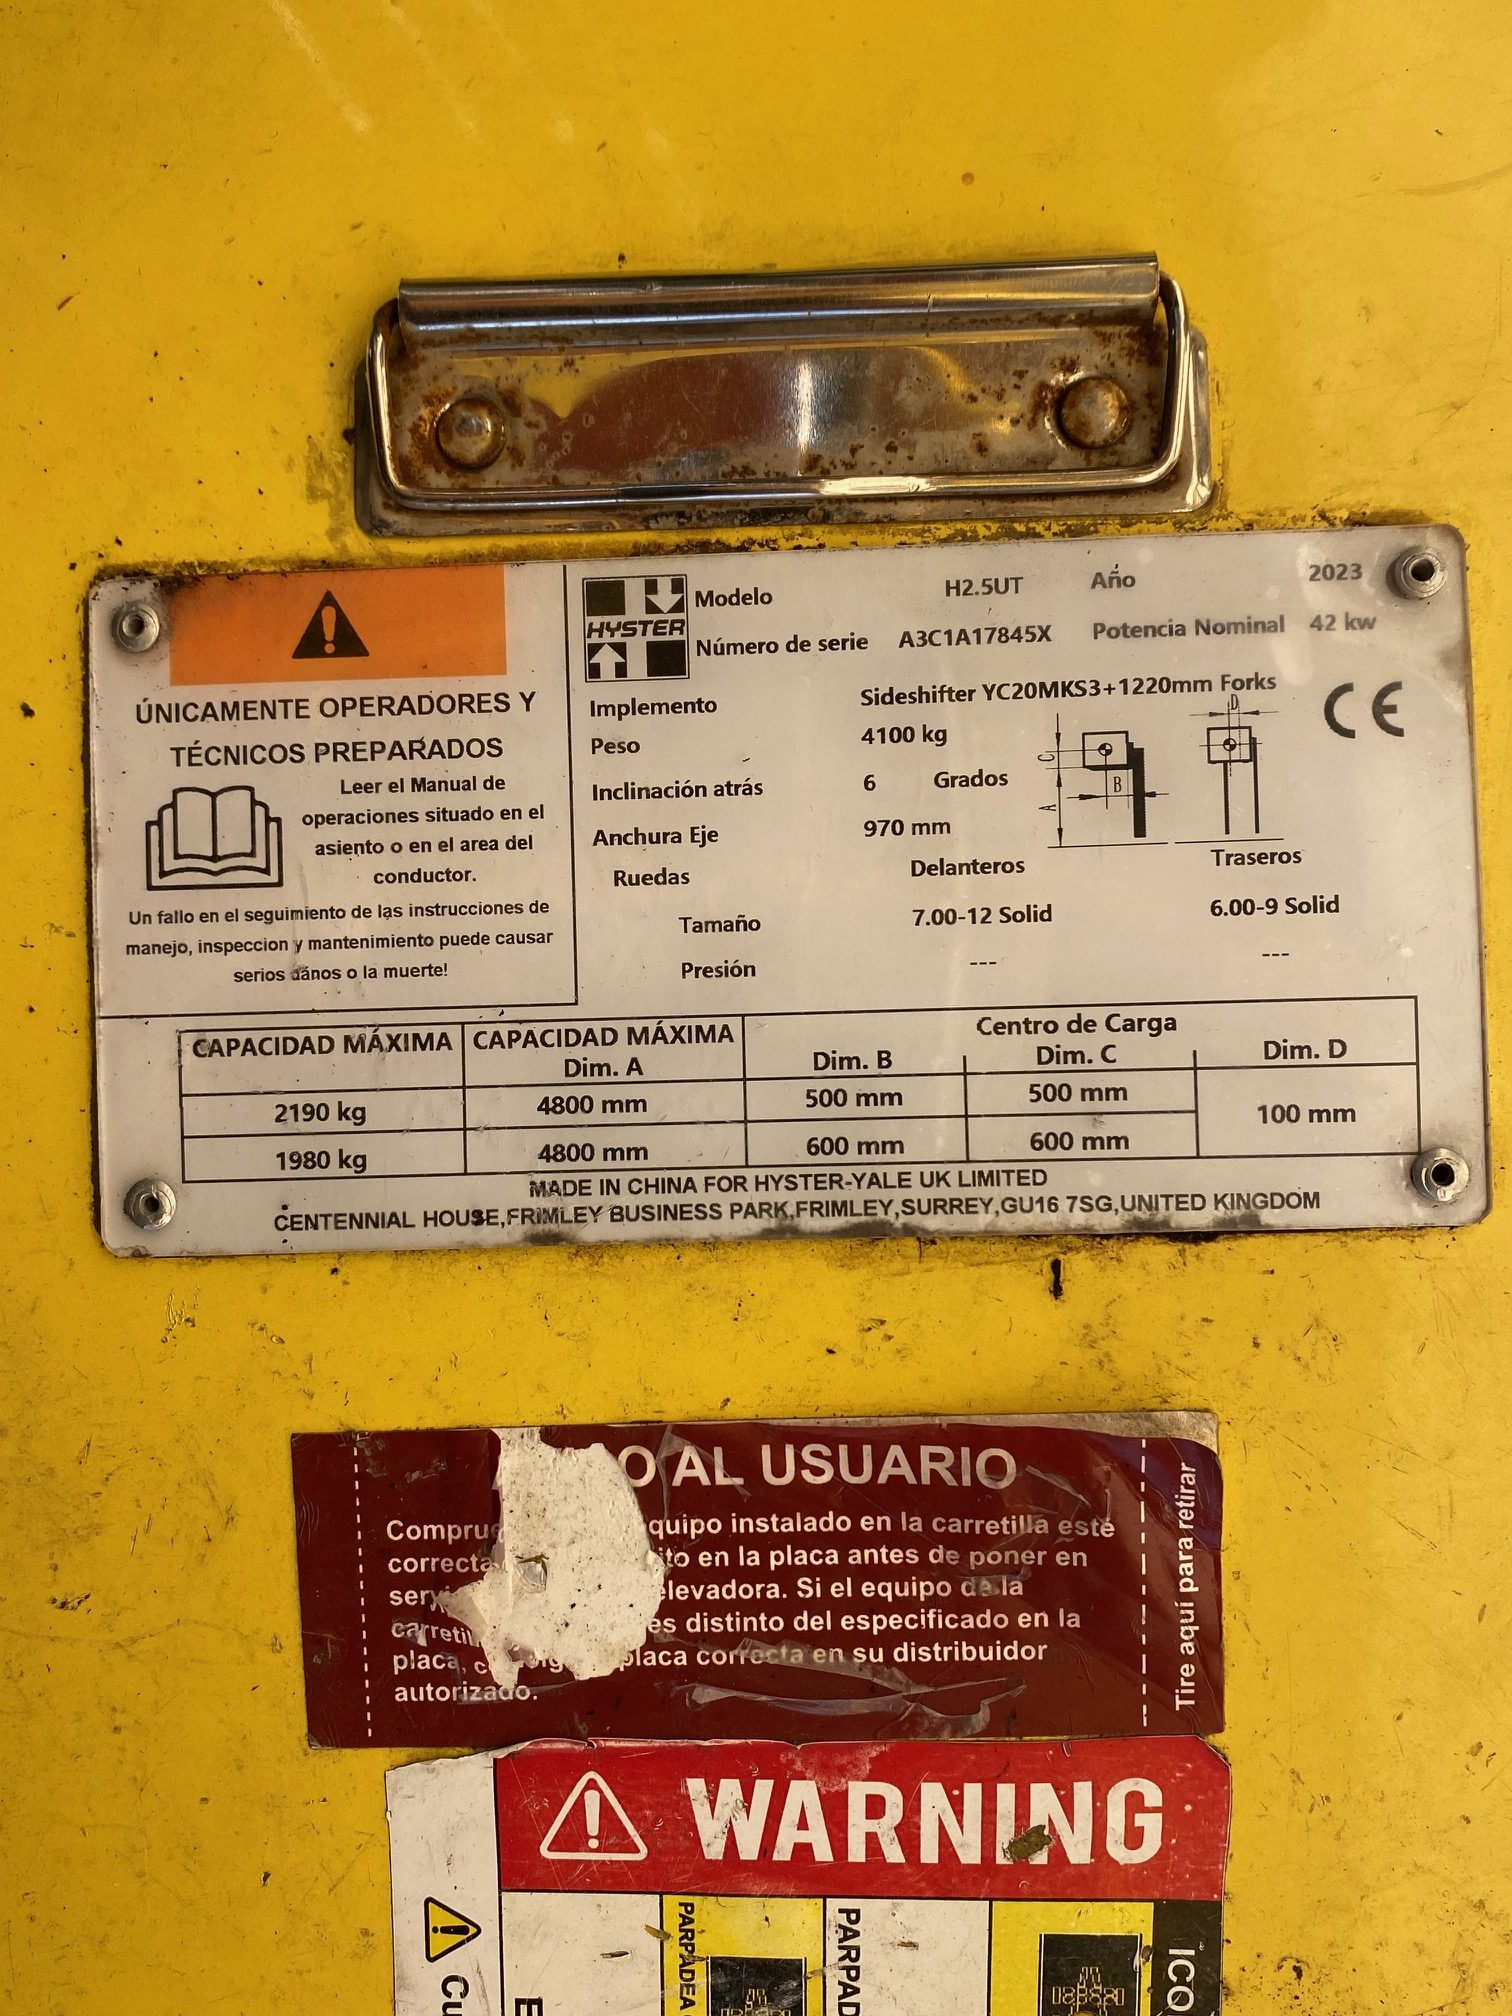 ÚNICAMENTE OPERADORES Y
TÉCNICOS PREPARADOS
Leer el Manual de
operaciones situado en el
asiento o en el area del
conductor.
Un fallo en el seguimiento de las instrucciones de
manejo, inspeccion y mantenimiento puede causar
serios dános o la muerte!
HYSTER
Modelo H2.5UT Año 2023
Número de serie A3C1A17845X Potencia Nominal 42 kw
Implemento Sideshifter YC20MKS3+1220mm Forks
Peso 4100 kg
Inclinación atrás 6 Grados
Anchura Eje 970 mm
Ruedas Delanteros Traseros
Tamaño 7.00-12 Solid 6.00-9 Solid
Presión --- ---
CE
A B C D
CAPACIDAD MÁXIMA CAPACIDAD MÁXIMA Centro de Carga
Dim. A Dim. B Dim. C Dim. D
2190 kg 4800 mm 500 mm 500 mm 100 mm
1980 kg 4800 mm 600 mm 600 mm
MADE IN CHINA FOR HYSTER-YALE UK LIMITED
CENTENNIAL HOUSE,FRIMLEY BUSINESS PARK,FRIMLEY,SURREY,GU16 7SG,UNITED KINGDOM
O AL USUARIO
quipo instalado en la carretilla esté
correcta en la placa antes de poner en
elevadora. Si el equipo de la
es distinto del especificado en la
placa, placa correcta en su distribuidor
autorizado.
Tire aquí para retirar
WARNING
PARPADEA
PARPAD
ICO
Cu
E